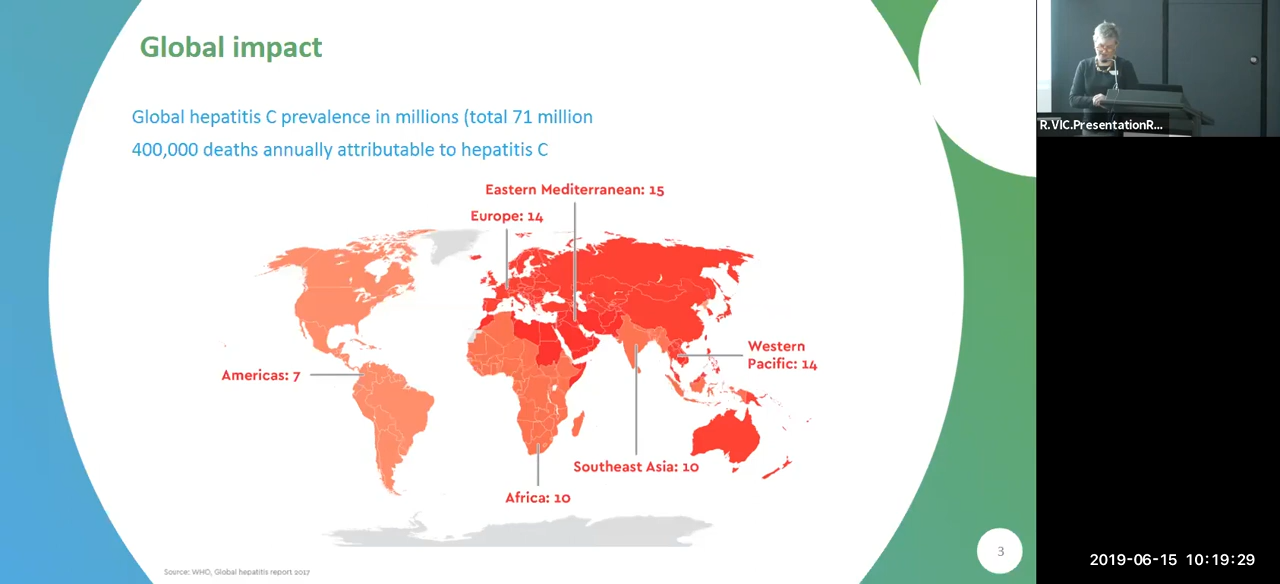 Global impact
Global hepatitis C prevalence in millions (total 71 million
400,000 deaths annually attributable to hepatitis C
Eastern Mediterranean: 15
Europe: 14
Western
Pacific: 14
Americas: 7
Southeast Asia: 10
Africa: 10
Source: WHO, Global hepatitis report 2017
3
R.VIC.PresentationR...
2019-06-15 10:19:29